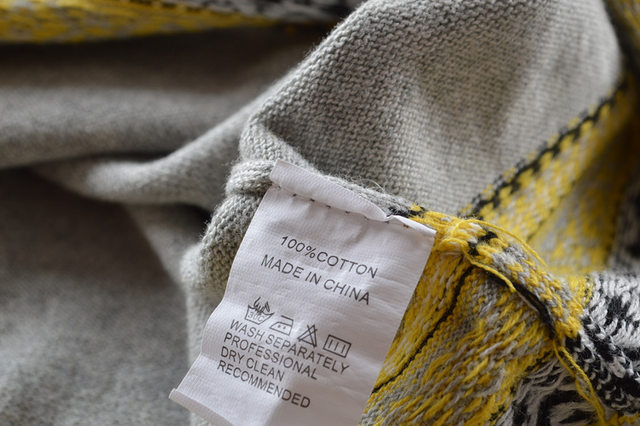 100%COTTON
MADE IN CHINA
WASH SEPARATELY
PROFESSIONAL
DRY CLEAN
RECOMMENDED